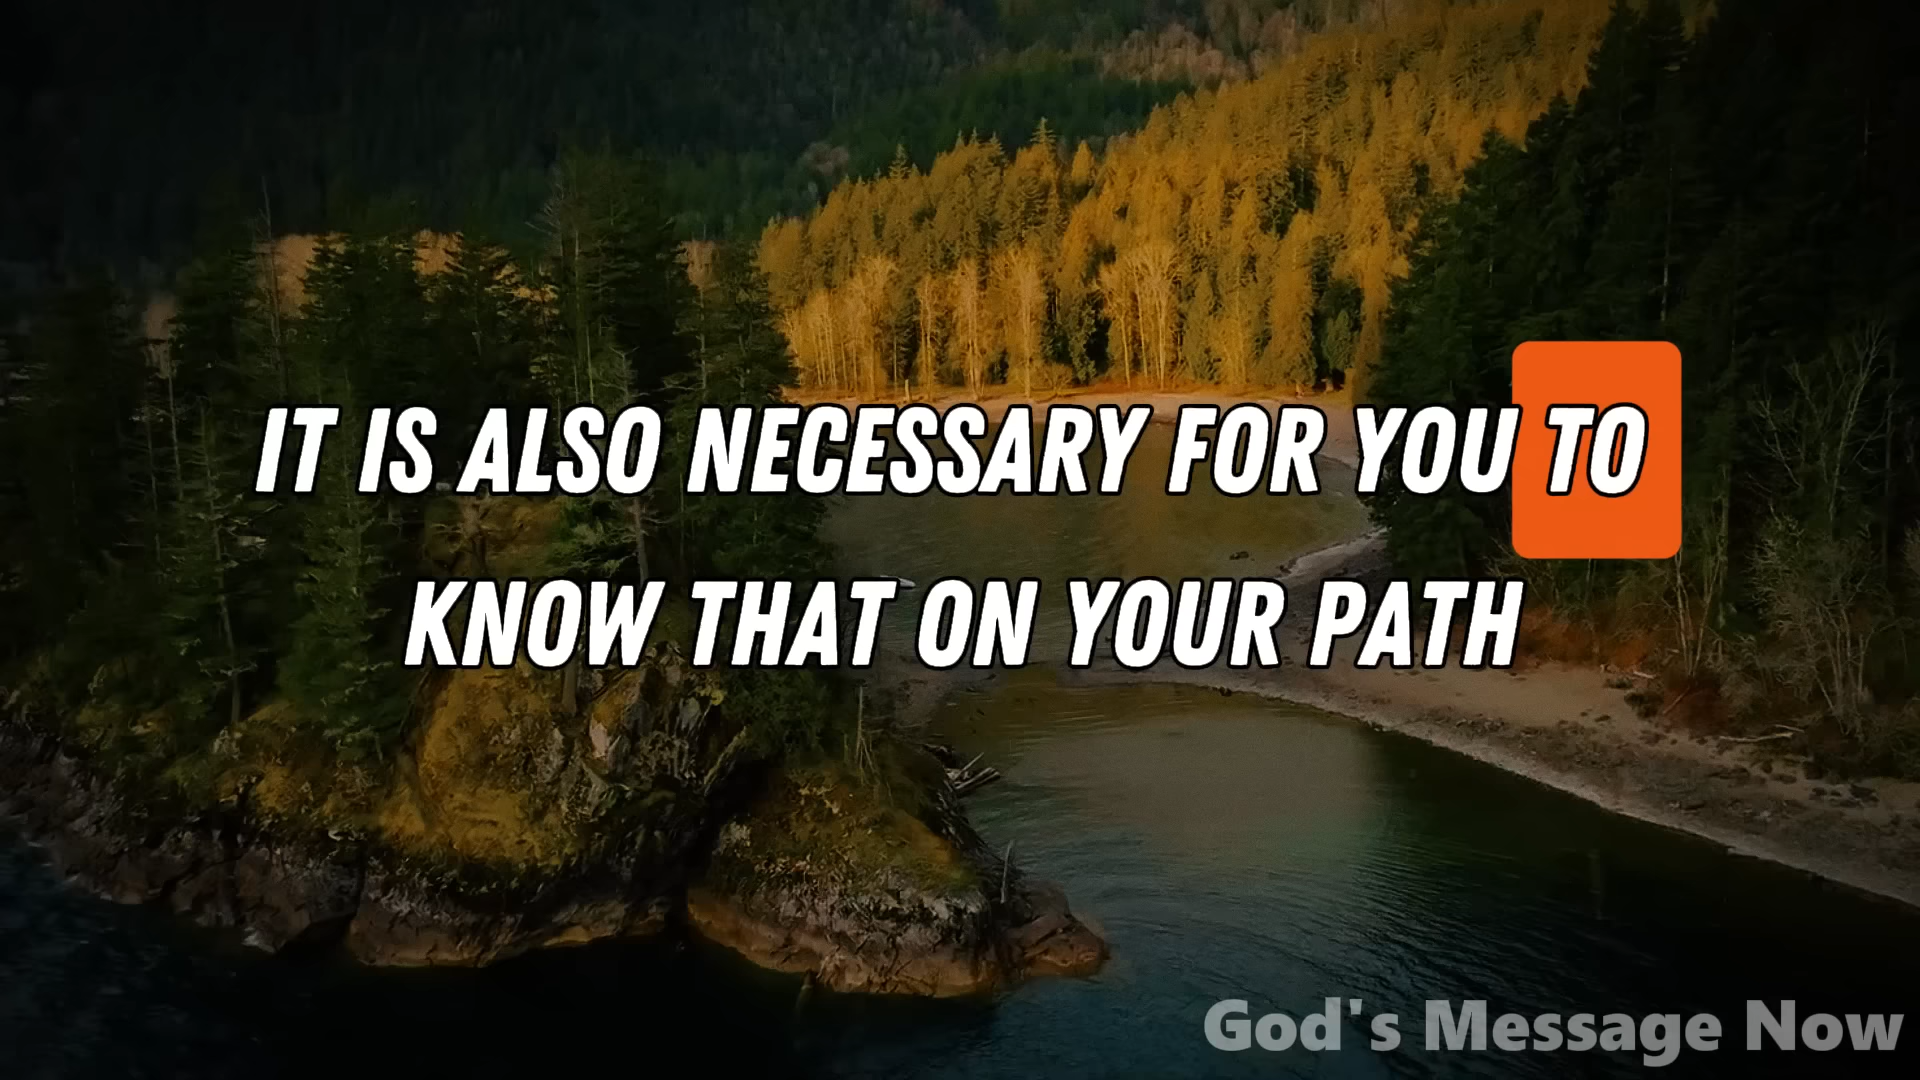 IT IS ALSO NECESSARY FOR YOU TO
KNOW THAT ON YOUR PATH
God's Message Now